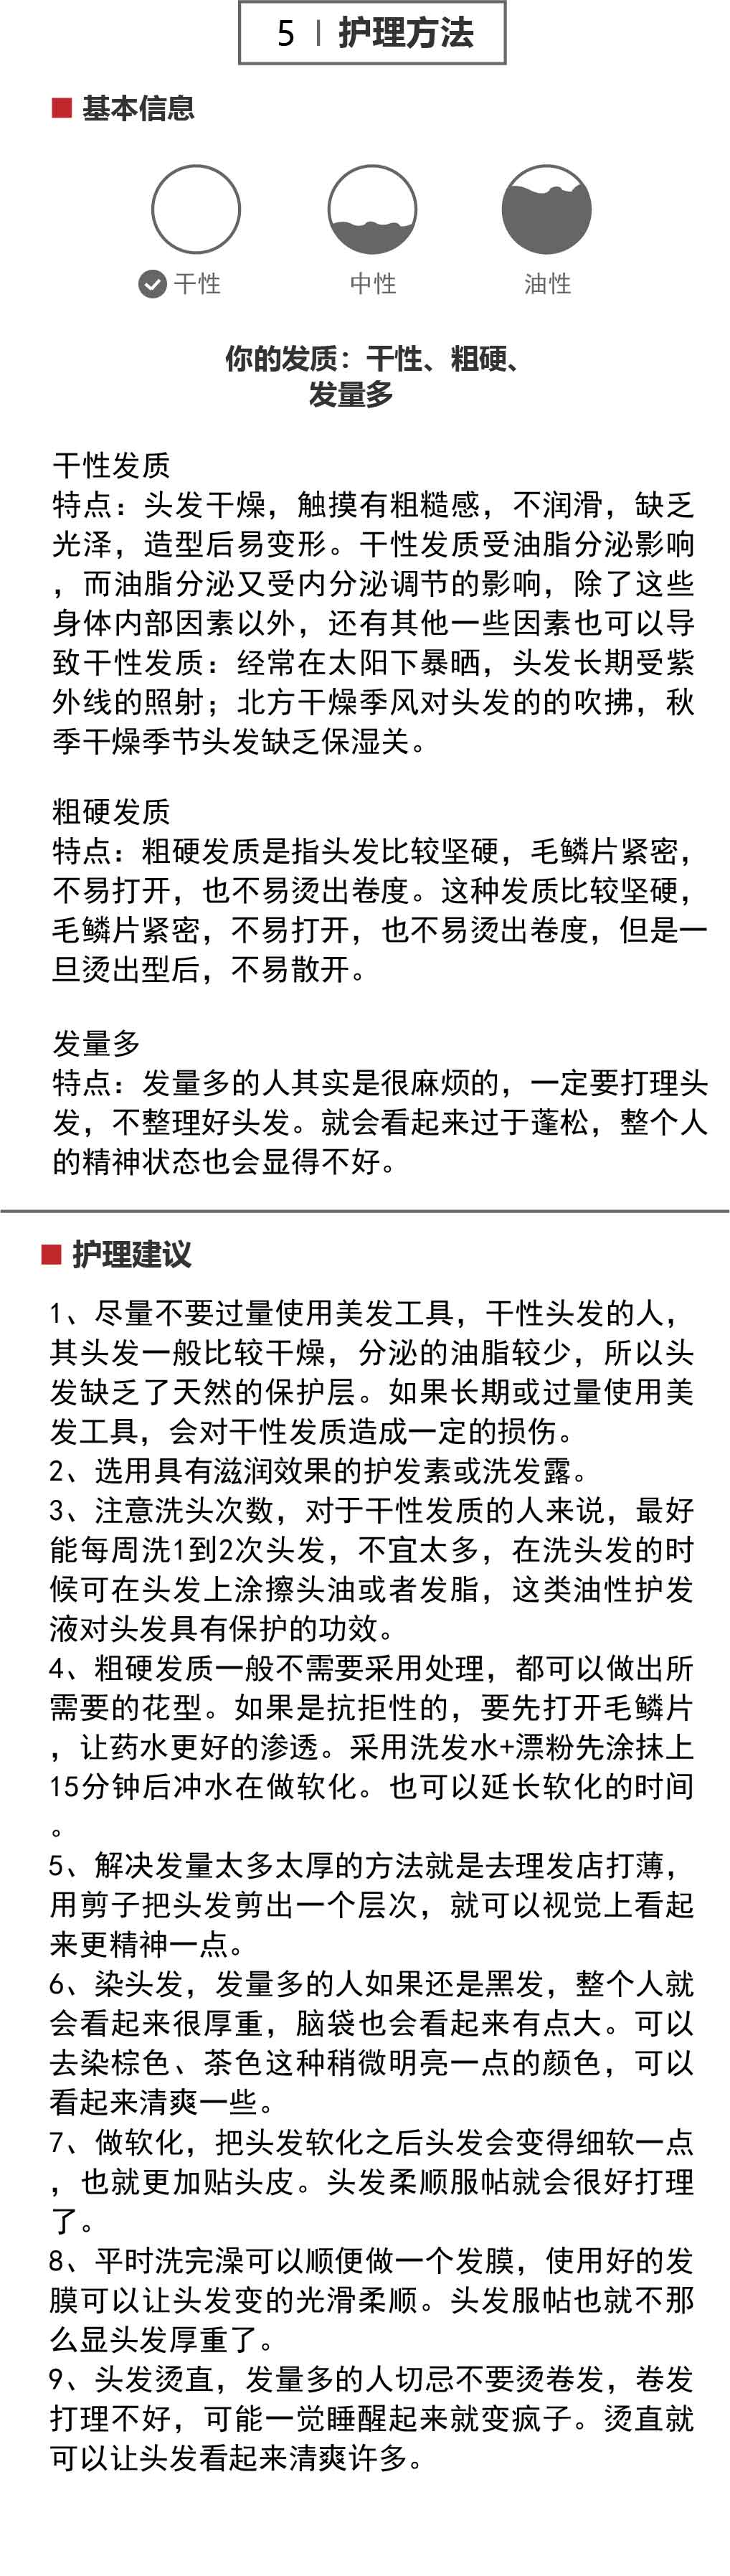 5 | 护理方法
基本信息
干性 中性 油性
你的发质：干性、粗硬、
发量多
干性发质
特点：头发干燥，触摸有粗糙感，不润滑，缺乏
光泽，造型后易变形。干性发质受油脂分泌影响
，而油脂分泌又受内分泌调节的影响，除了这些
身体内部因素以外，还有其他一些因素也可以导
致干性发质：经常在太阳下暴晒，头发长期受紫
外线的照射；北方干燥季风对头发的的吹拂，秋
季干燥季节头发缺乏保湿关。
粗硬发质
特点：粗硬发质是指头发比较坚硬，毛鳞片紧密，
不易打开，也不易烫出卷度。这种发质比较坚硬，
毛鳞片紧密，不易打开，也不易烫出卷度，但是一
旦烫出型后，不易散开。
发量多
特点：发量多的人其实是很麻烦的，一定要打理头
发，不整理好头发。就会看起来过于蓬松，整个人
的精神状态也会显得不好。
护理建议
1、尽量不要过量使用美发工具，干性头发的人，
其头发一般比较干燥，分泌的油脂较少，所以头
发缺乏了天然的保护层。如果长期或过量使用美
发工具，会对干性发质造成一定的损伤。
2、选用具有滋润效果的护发素或洗发露。
3、注意洗头次数，对于干性发质的人来说，最好
能每周洗1到2次头发，不宜太多，在洗头发的时
候可在头发上涂擦头油或者发脂，这类油性护发
液对头发具有保护的功效。
4、粗硬发质一般不需要采用处理，都可以做出所
需要的花型。如果是抗拒性的，要先打开毛鳞片
，让药水更好的渗透。采用洗发水+漂粉先涂抹上
15分钟后冲水在做软化。也可以延长软化的时间
。
5、解决发量太多太厚的方法就是去理发店打薄，
用剪子把头发剪出一个层次，就可以视觉上看起
来更精神一点。
6、染头发，发量多的人如果还是黑发，整个人就
会看起来很厚重，脑袋也会看起来有点大。可以
去染棕色、茶色这种稍微明亮一点的颜色，可以
看起来清爽一些。
7、做软化，把头发软化之后头发会变得细软一点
，也就更加贴头皮。头发柔顺服帖就会很好打理
了。
8、平时洗完澡可以顺便做一个发膜，使用好的发
膜可以让头发变的光滑柔顺。头发服帖也就不那
么显头发厚重了。
9、头发烫直，发量多的人切忌不要烫卷发，卷发
打理不好，可能一觉睡醒起来就变疯子。烫直就
可以让头发看起来清爽许多。